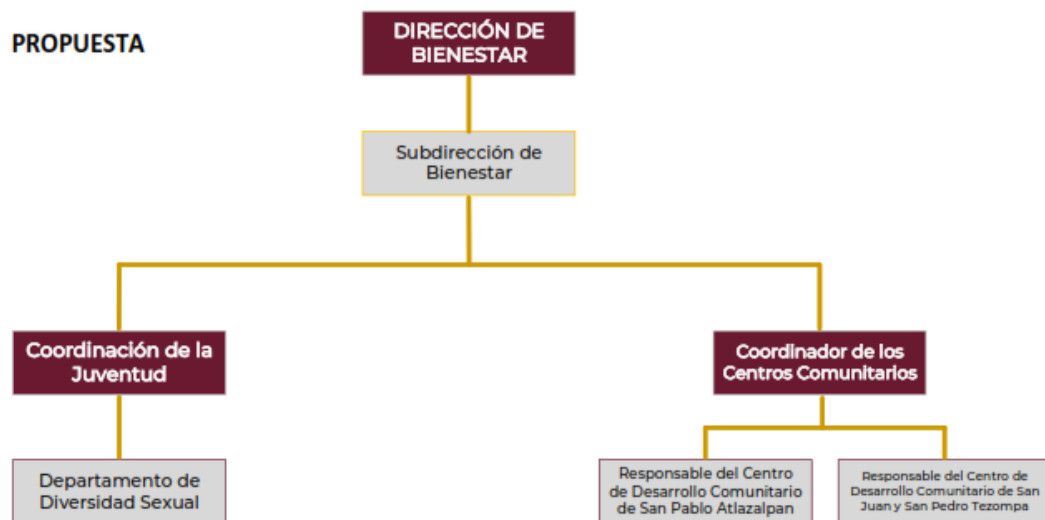 PROPUESTA
DIRECCIÓN DE
BIENESTAR
Subdirección de
Bienestar
Coordinación de la
Juventud
Coordinador de los
Centros Comunitarios
Departamento de
Diversidad Sexual
Responsable del Centro
de Desarrollo Comunitario
de San Pablo Atlazalpan
Responsable del Centro de
Desarrollo Comunitario de San
Juan y San Pedro Tezompa